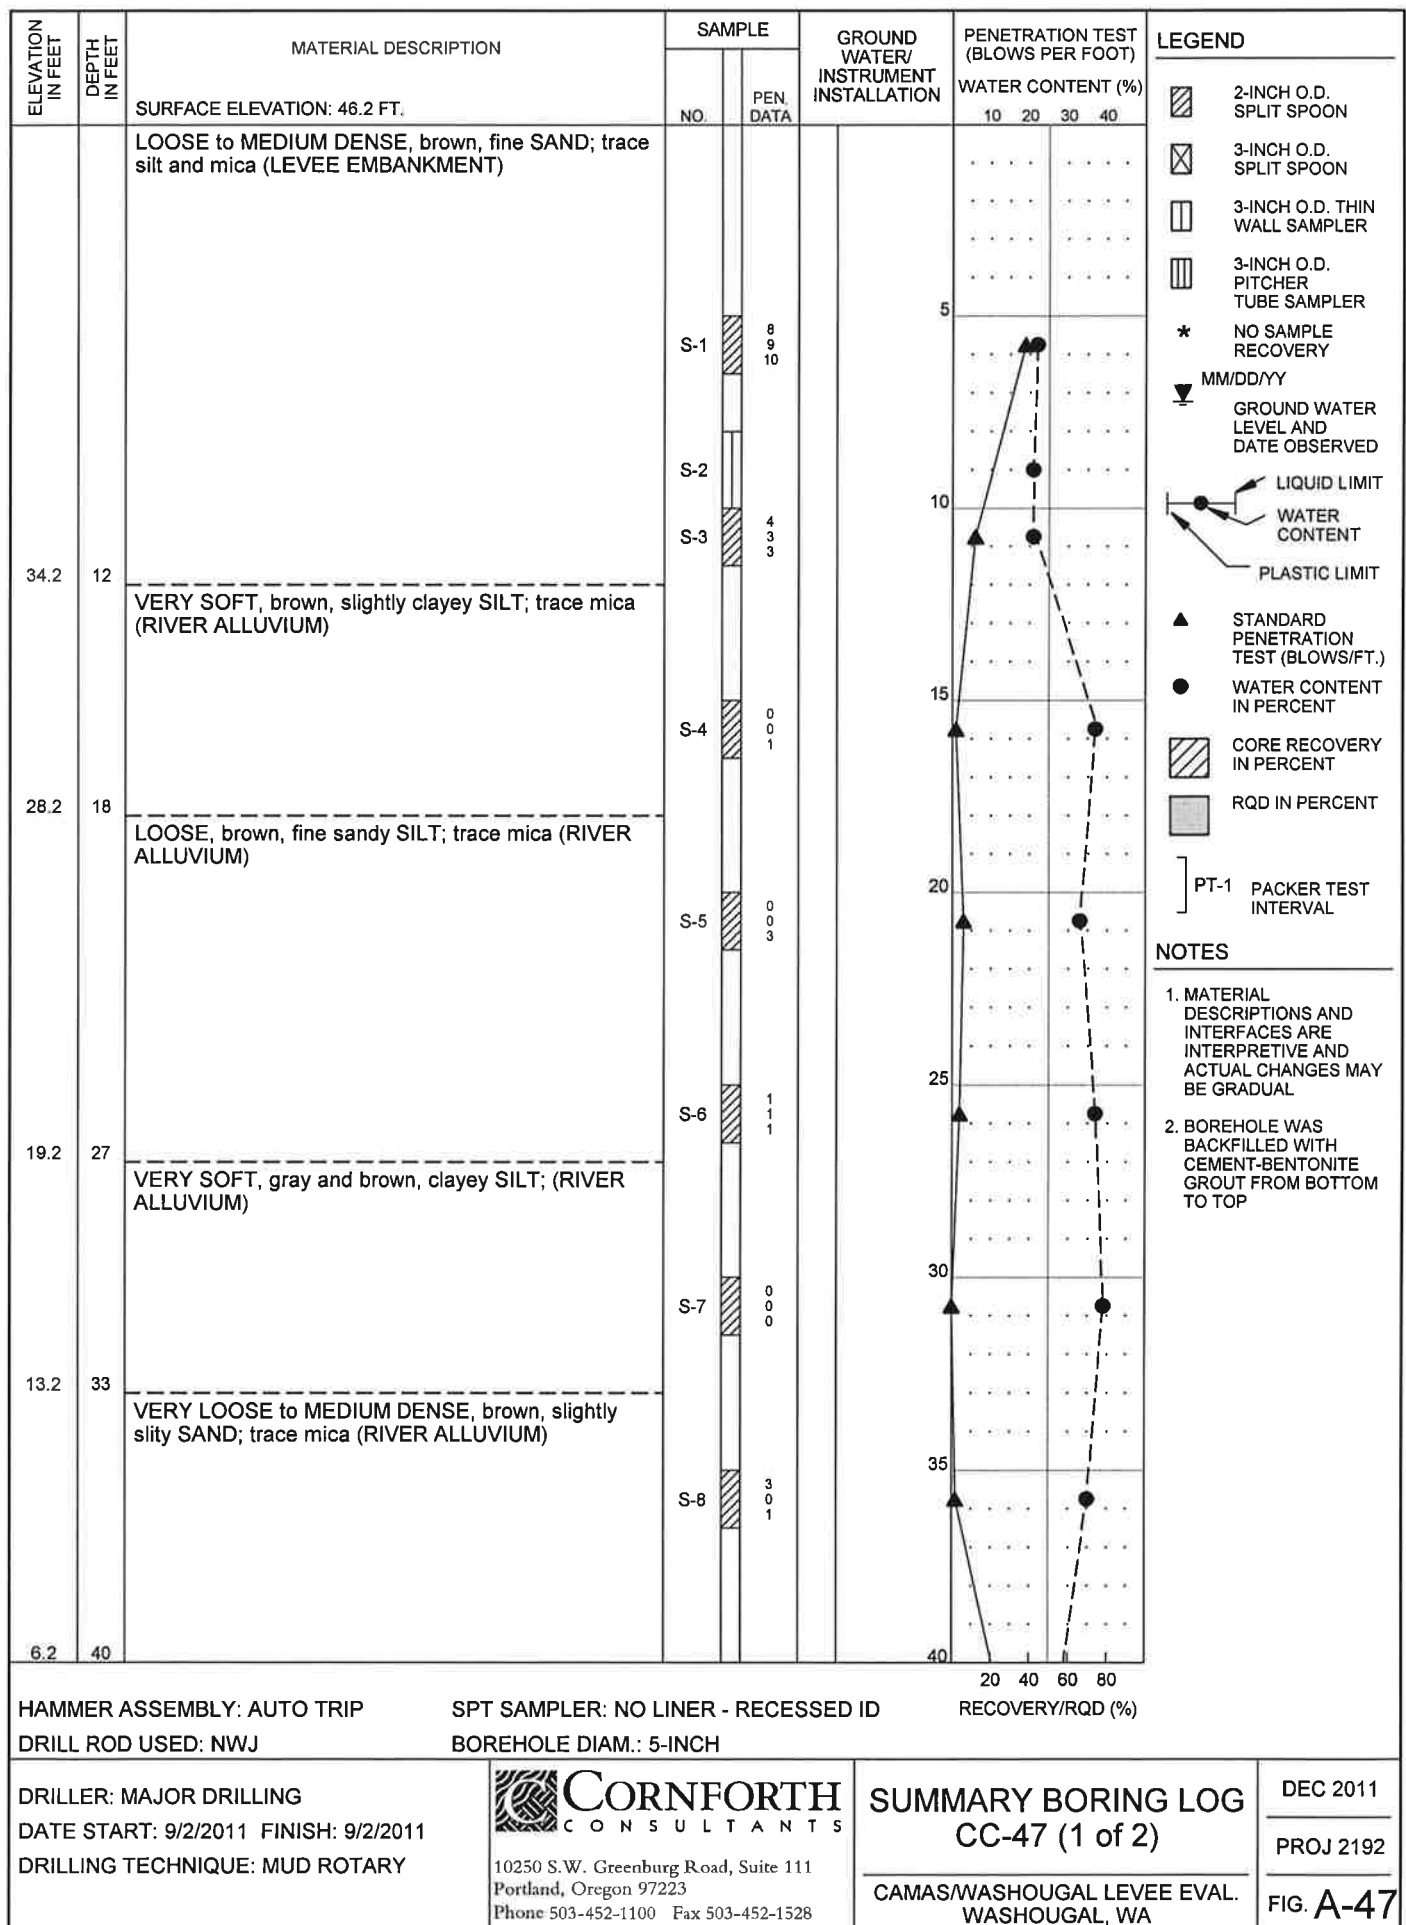 ELEVATION
IN FEET
DEPTH
IN FEET
MATERIAL DESCRIPTION
SURFACE ELEVATION: 46.2 FT.
SAMPLE
NO.
PEN.
DATA
GROUND
WATER/
INSTRUMENT
INSTALLATION
PENETRATION TEST
(BLOWS PER FOOT)
WATER CONTENT (%)
10 20 30 40
LOOSE to MEDIUM DENSE, brown, fine SAND; trace
silt and mica (LEVEE EMBANKMENT)
5
S-1
8
9
10
S-2
10
S-3
4
3
3
34.2 12
VERY SOFT, brown, slightly clayey SILT; trace mica
(RIVER ALLUVIUM)
15
S-4
0
0
1
28.2 18
LOOSE, brown, fine sandy SILT; trace mica (RIVER
ALLUVIUM)
20
S-5
0
0
3
25
S-6
1
1
1
19.2 27
VERY SOFT, gray and brown, clayey SILT; (RIVER
ALLUVIUM)
30
S-7
0
0
0
13.2 33
VERY LOOSE to MEDIUM DENSE, brown, slightly
slity SAND; trace mica (RIVER ALLUVIUM)
35
S-8
3
0
1
6.2 40
40
20 40 60 80
RECOVERY/RQD (%)
LEGEND
2-INCH O.D.
SPLIT SPOON
3-INCH O.D.
SPLIT SPOON
3-INCH O.D. THIN
WALL SAMPLER
3-INCH O.D.
PITCHER
TUBE SAMPLER
* NO SAMPLE
RECOVERY
MM/DD/YY
GROUND WATER
LEVEL AND
DATE OBSERVED
LIQUID LIMIT
WATER
CONTENT
PLASTIC LIMIT
STANDARD
PENETRATION
TEST (BLOWS/FT.)
WATER CONTENT
IN PERCENT
CORE RECOVERY
IN PERCENT
RQD IN PERCENT
PT-1 PACKER TEST
INTERVAL
NOTES
1. MATERIAL
DESCRIPTIONS AND
INTERFACES ARE
INTERPRETIVE AND
ACTUAL CHANGES MAY
BE GRADUAL
2. BOREHOLE WAS
BACKFILLED WITH
CEMENT-BENTONITE
GROUT FROM BOTTOM
TO TOP
HAMMER ASSEMBLY: AUTO TRIP SPT SAMPLER: NO LINER - RECESSED ID
DRILL ROD USED: NWJ BOREHOLE DIAM.: 5-INCH
DRILLER: MAJOR DRILLING
DATE START: 9/2/2011 FINISH: 9/2/2011
DRILLING TECHNIQUE: MUD ROTARY
CORNFORTH
CONSULTANTS
10250 S.W. Greenburg Road, Suite 111
Portland, Oregon 97223
Phone 503-452-1100 Fax 503-452-1528
SUMMARY BORING LOG
CC-47 (1 of 2)
CAMAS/WASHOUGAL LEVEE EVAL.
WASHOUGAL, WA
DEC 2011
PROJ 2192
FIG. A-47